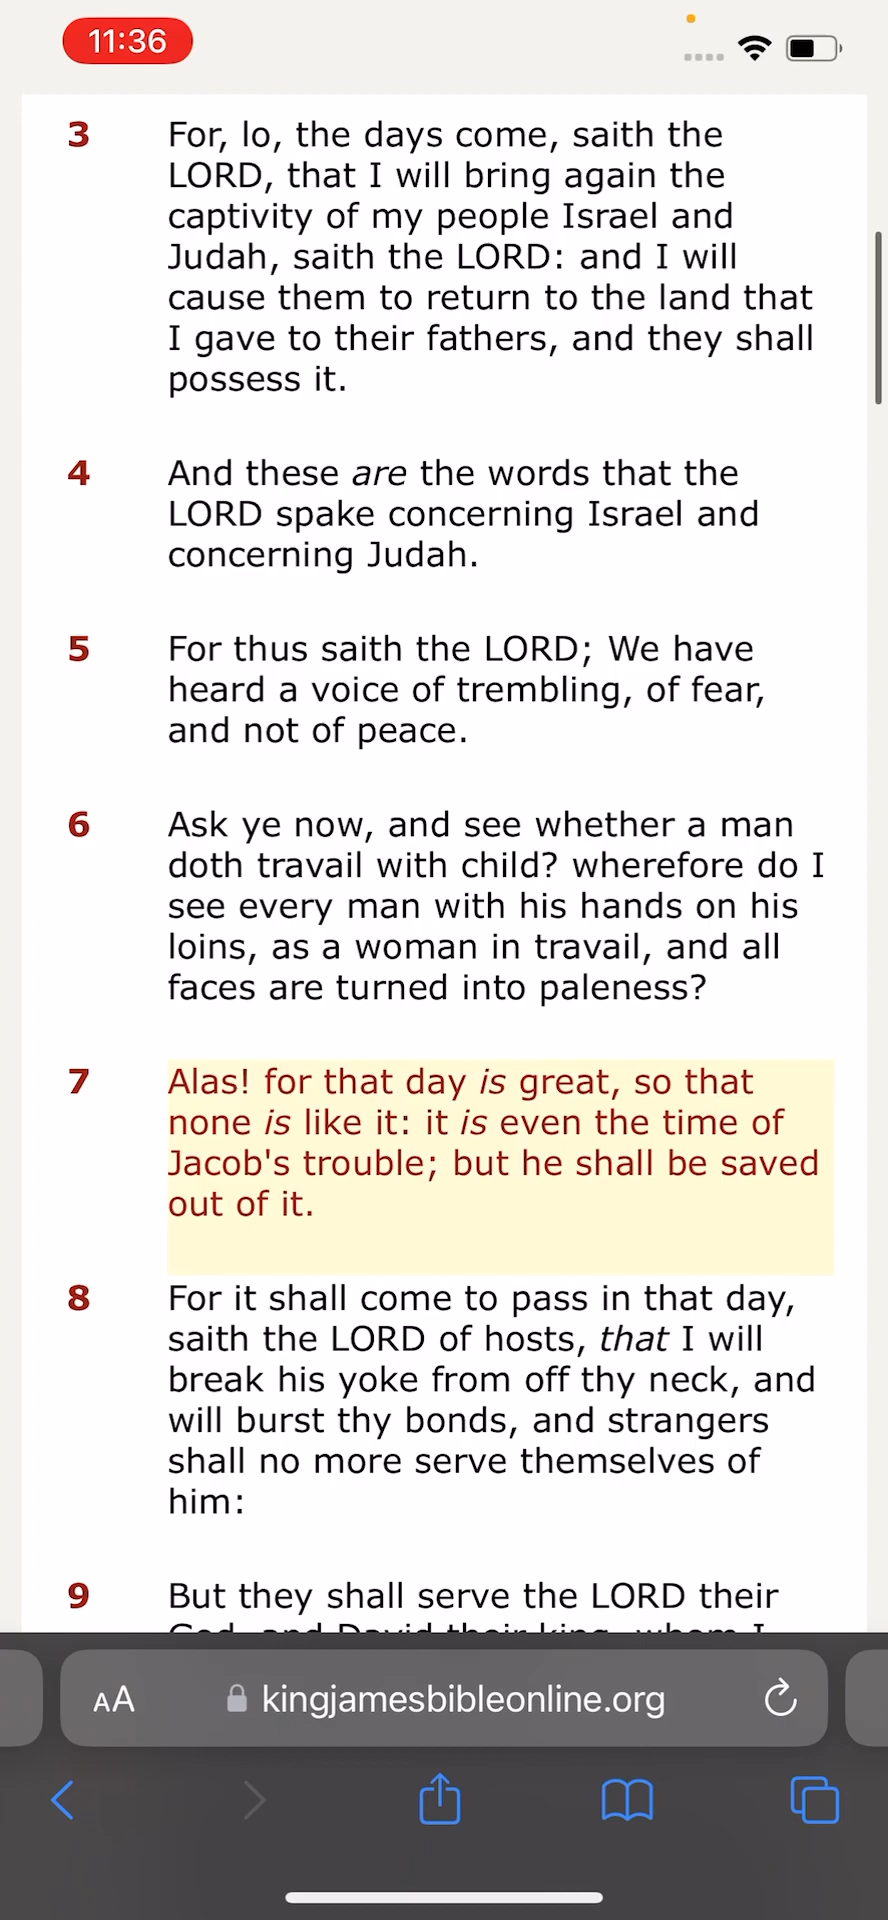 11:36
3 For, lo, the days come, saith the
LORD, that I will bring again the
captivity of my people Israel and
Judah, saith the LORD: and I will
cause them to return to the land that
I gave to their fathers, and they shall
possess it.
4 And these are the words that the
LORD spake concerning Israel and
concerning Judah.
5 For thus saith the LORD; We have
heard a voice of trembling, of fear,
and not of peace.
6 Ask ye now, and see whether a man
doth travail with child? wherefore do I
see every man with his hands on his
loins, as a woman in travail, and all
faces are turned into paleness?
7 Alas! for that day is great, so that
none is like it: it is even the time of
Jacob's trouble; but he shall be saved
out of it.
8 For it shall come to pass in that day,
saith the LORD of hosts, that I will
break his yoke from off thy neck, and
will burst thy bonds, and strangers
shall no more serve themselves of
him:
9 But they shall serve the LORD their
God, and David their king, whom I
AA kingjamesbibleonline.org